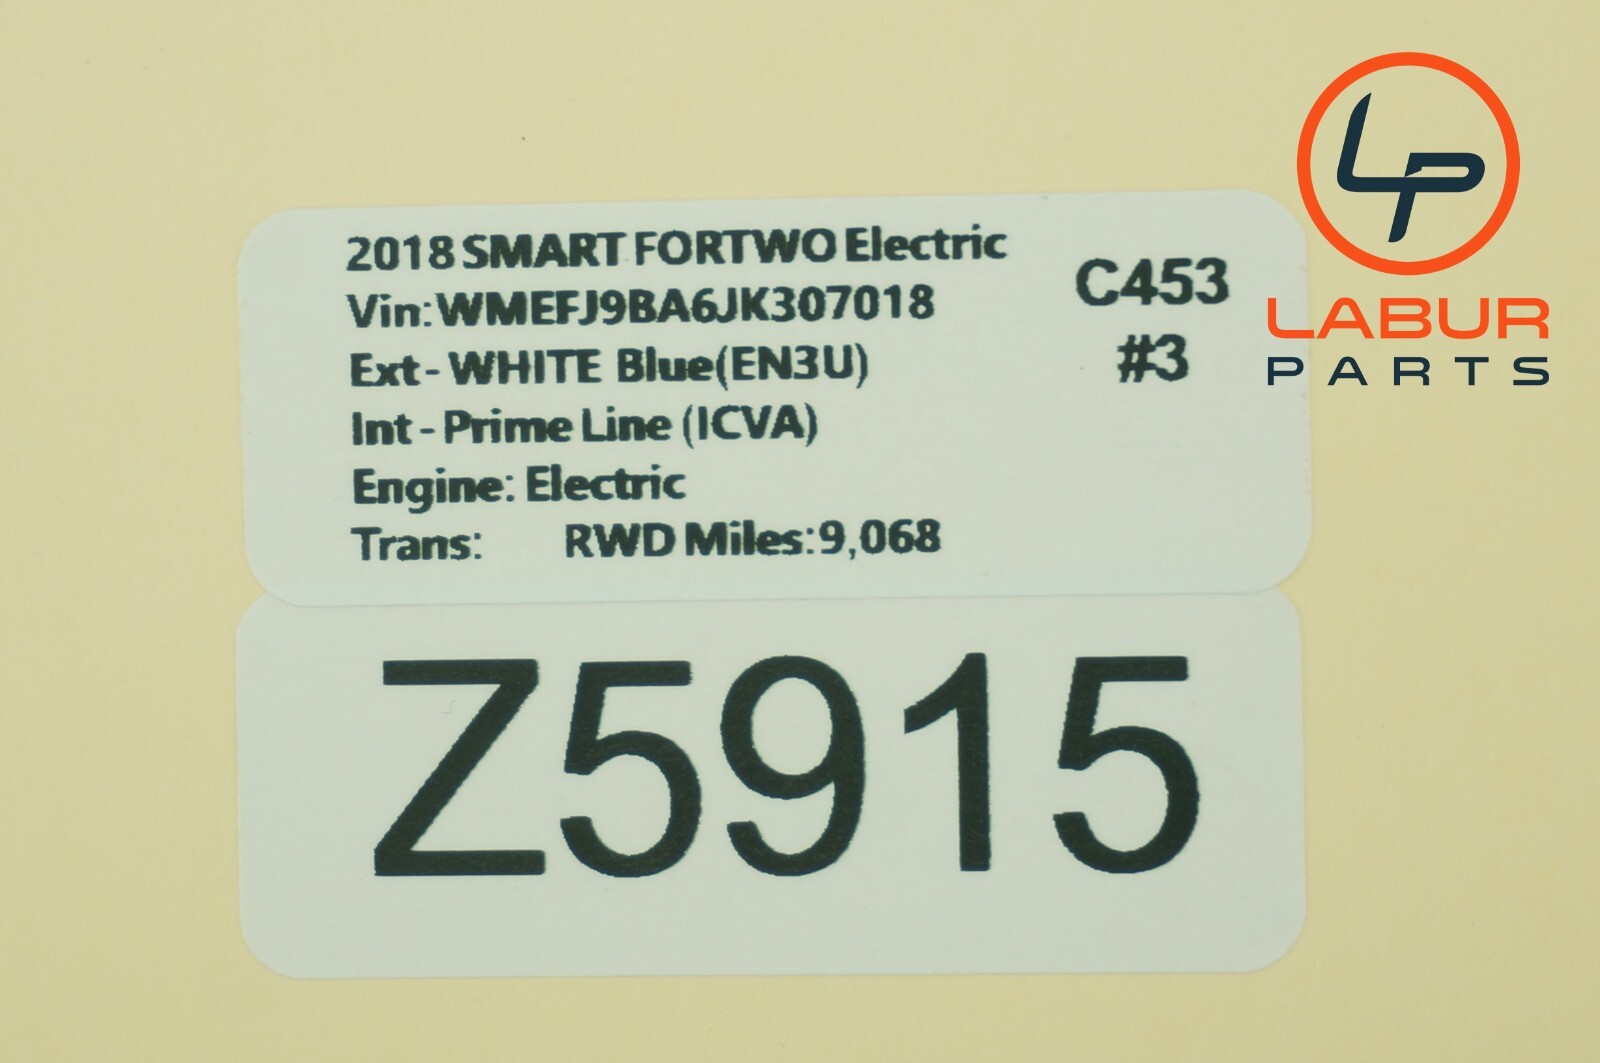 2018 SMART FORTWO Electric
Vin: WMEFJ9BA6JK307018
Ext - WHITE Blue(EN3U)
Int - Prime Line (ICVA)
Engine: Electric
Trans: RWD Miles:9,068
C453
#3
Z5915
LP
LABUR
PARTS